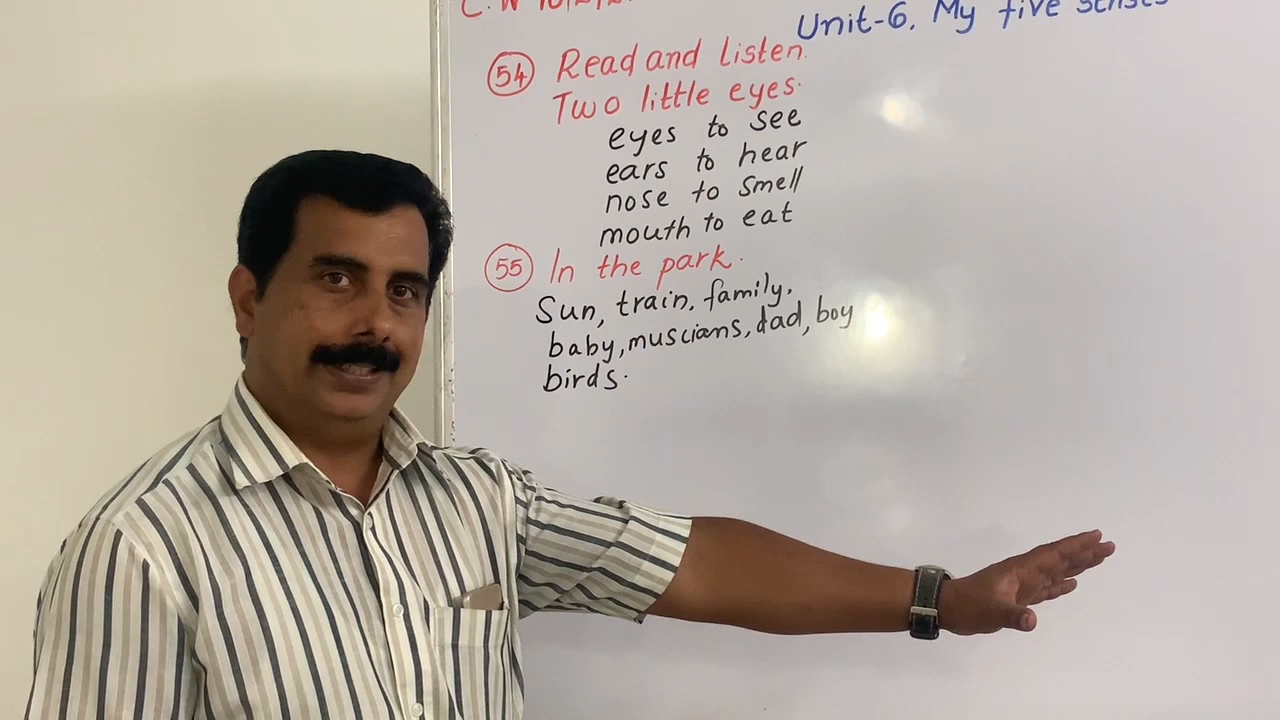 C.W
Unit-6. My five senses
54 Read and listen.
Two little eyes.
eyes to see
ears to hear
nose to smell
mouth to eat
55 In the park.
Sun, train, family,
baby, muscians, dad, boy
birds.